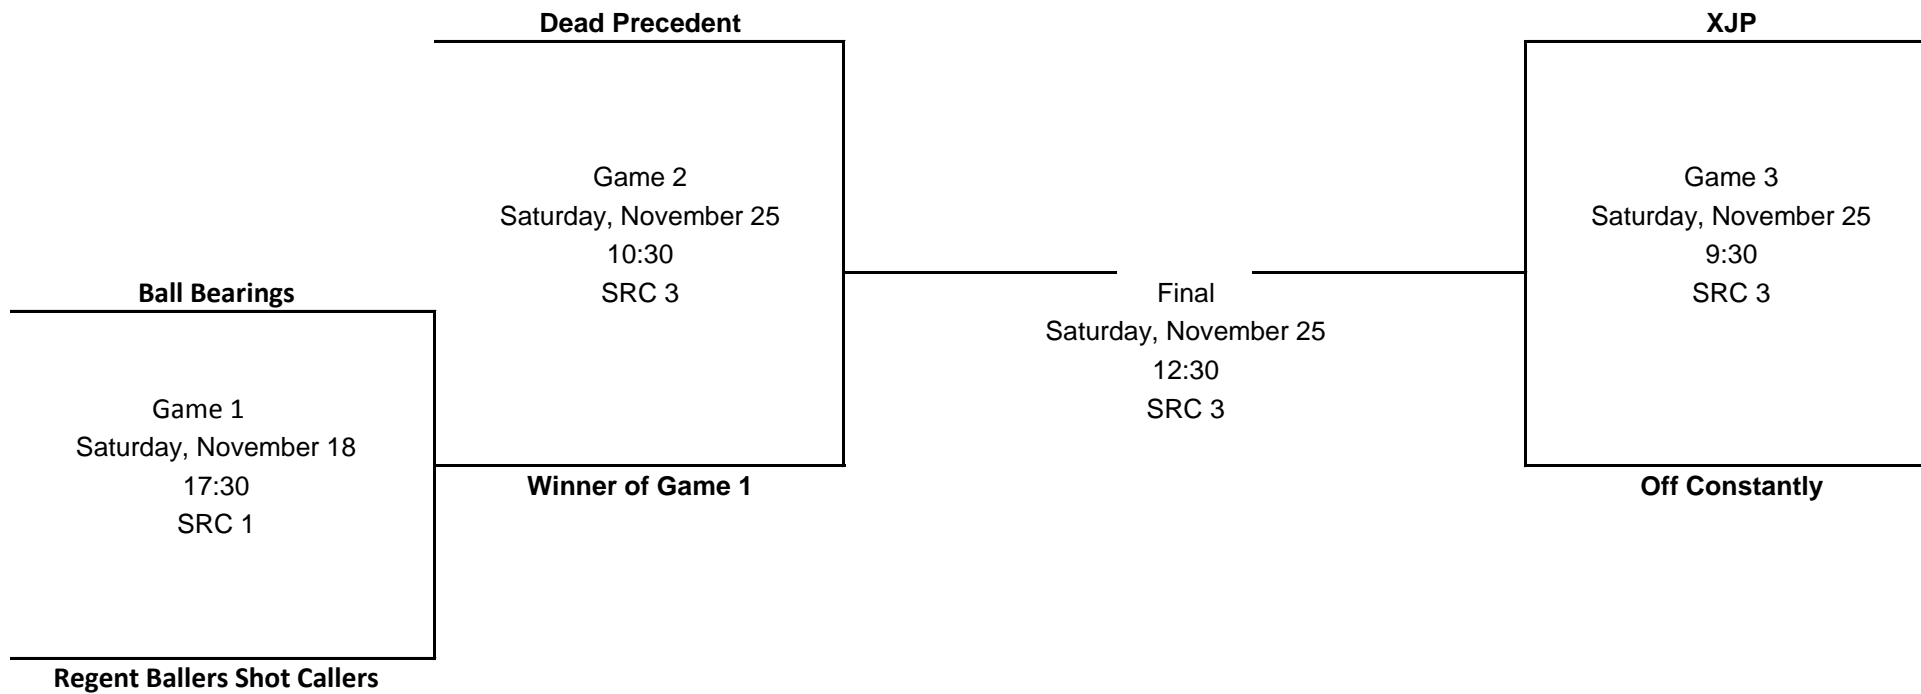 Dead Precedent
XJP
Game 2
Saturday, November 25
10:30
SRC 3
Game 3
Saturday, November 25
9:30
SRC 3
Ball Bearings
Final
Saturday, November 25
12:30
SRC 3
Game 1
Saturday, November 18
17:30
SRC 1
Winner of Game 1
Off Constantly
Regent Ballers Shot Callers